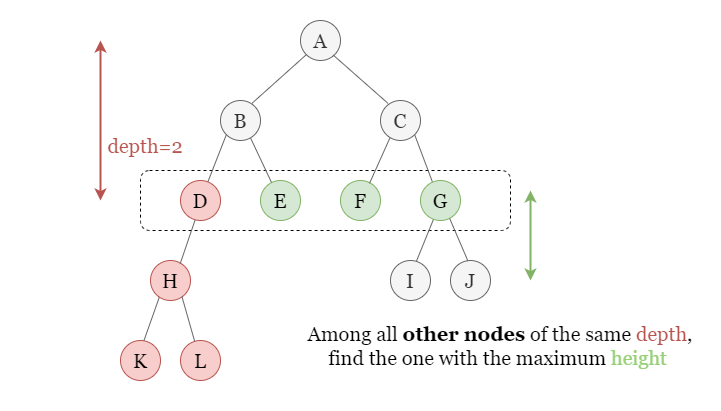 A
B
C
depth=2
D
E
F
G
H
I
J
K
L
Among all other nodes of the same depth,
find the one with the maximum height